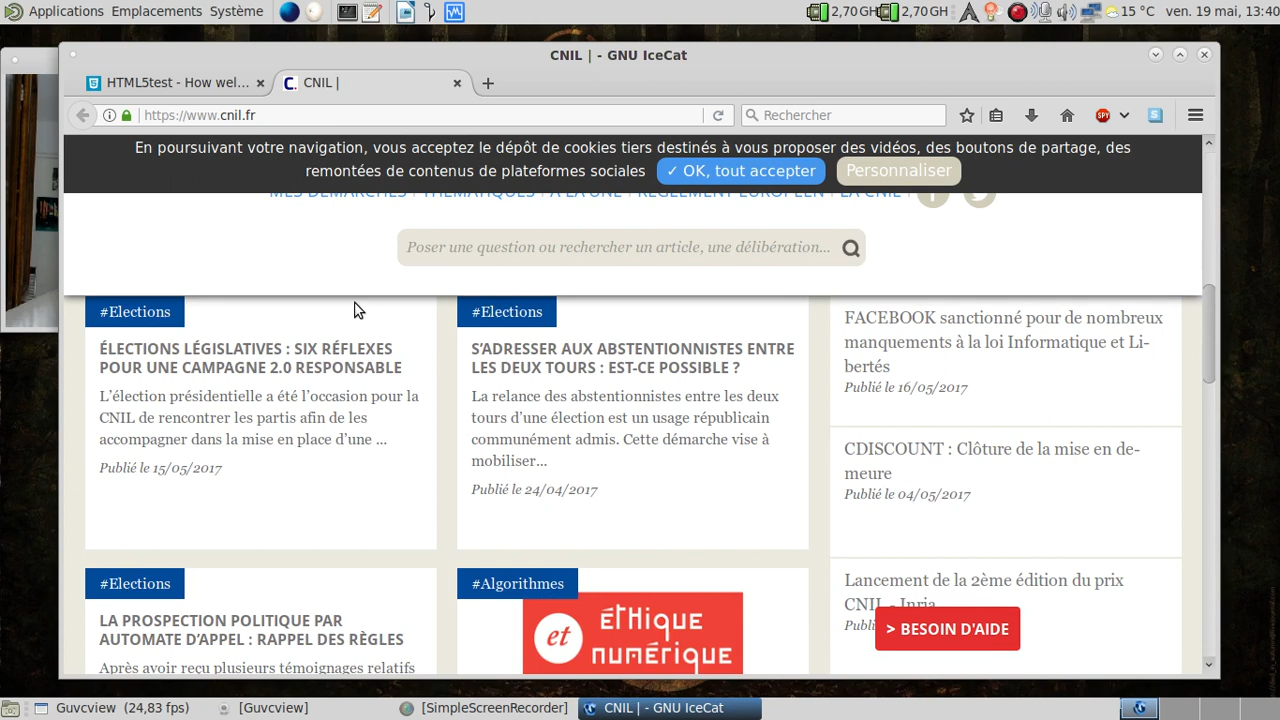 Applications Emplacements Système 2,70 GH 2,70 GH 15 °C ven. 19 mai, 13:40
CNIL | - GNU IceCat
HTML5test - How wel... CNIL |
https://www.cnil.fr Rechercher
En poursuivant votre navigation, vous acceptez le dépôt de cookies tiers destinés à vous proposer des vidéos, des boutons de partage, des
remontées de contenus de plateformes sociales ✓ OK, tout accepter Personnaliser
MES DÉMARCHES THÉMATIQUES À LA UNE RÈGLEMENT EUROPÉEN LA CNIL
Poser une question ou rechercher un article, une délibération...
#Elections
ÉLECTIONS LÉGISLATIVES : SIX RÉFLEXES
POUR UNE CAMPAGNE 2.0 RESPONSABLE
L’élection présidentielle a été l’occasion pour la
CNIL de rencontrer les partis afin de les
accompagner dans la mise en place d’une ...
Publié le 15/05/2017
#Elections
S’ADRESSER AUX ABSTENTIONNISTES ENTRE
LES DEUX TOURS : EST-CE POSSIBLE ?
La relance des abstentionnistes entre les deux
tours d’une élection est un usage républicain
communément admis. Cette démarche vise à
mobiliser...
Publié le 24/04/2017
FACEBOOK sanctionné pour de nombreux
manquements à la loi Informatique et Li-
bertés
Publié le 16/05/2017
CDISCOUNT : Clôture de la mise en de-
meure
Publié le 04/05/2017
Lancement de la 2ème édition du prix
CNIL - Inria
Publi
> BESOIN D'AIDE
#Elections
LA PROSPECTION POLITIQUE PAR
AUTOMATE D’APPEL : RAPPEL DES RÈGLES
Après avoir reçu plusieurs témoignages relatifs
#Algorithmes
et éthique
numérique
Guvcview (24,83 fps) [Guvcview] [SimpleScreenRecorder] CNIL | - GNU IceCat